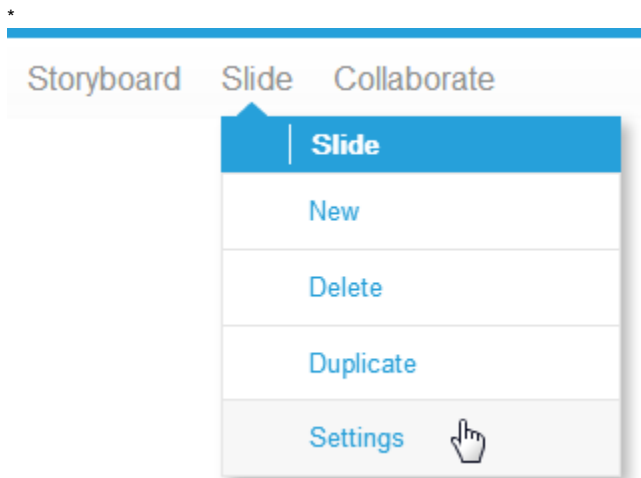 *
Storyboard Slide Collaborate
Slide
New
Delete
Duplicate
Settings